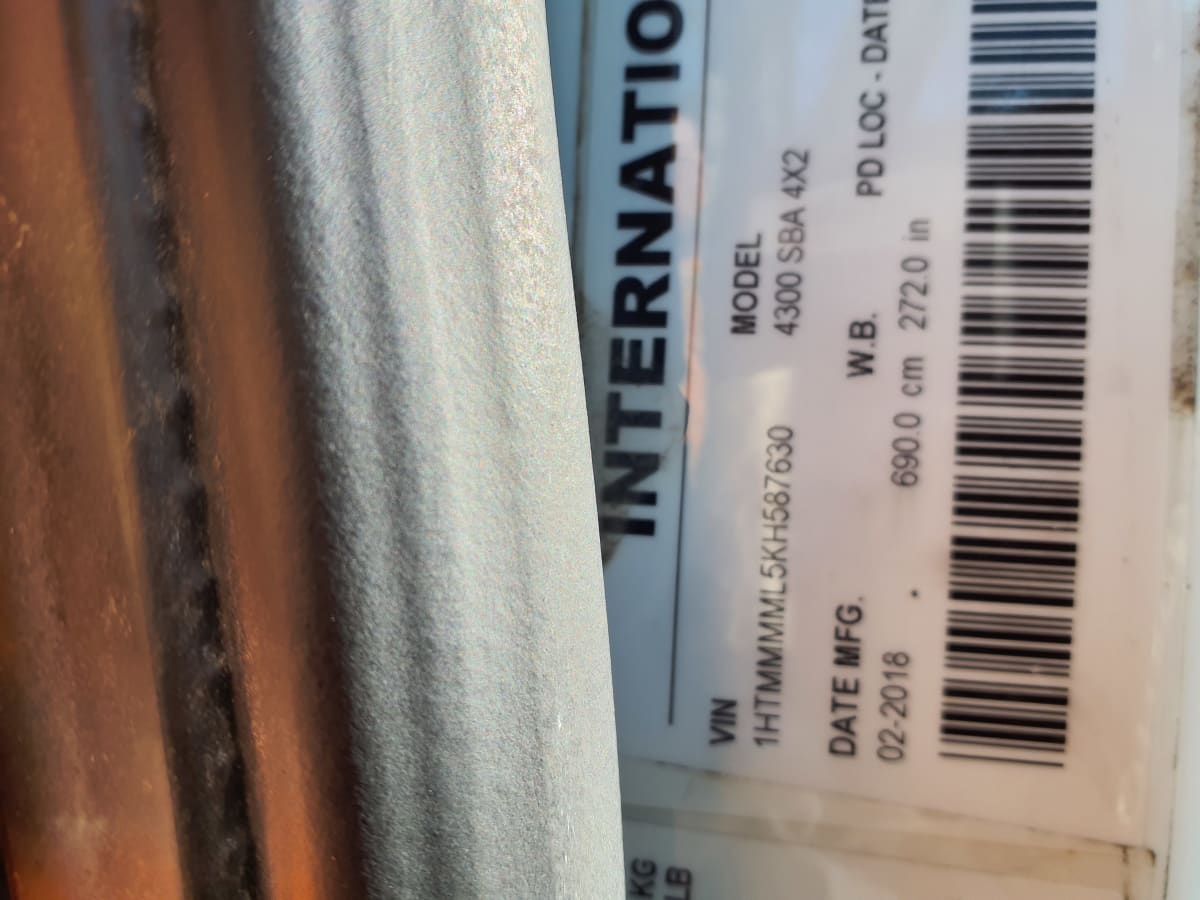 INTERNATIO
VIN MODEL
1HTMMMML5KH587630 4300 SBA 4X2
DATE MFG. W.B. PD LOC - DATE
02-2018 690.0 cm 272.0 in
KG
LB